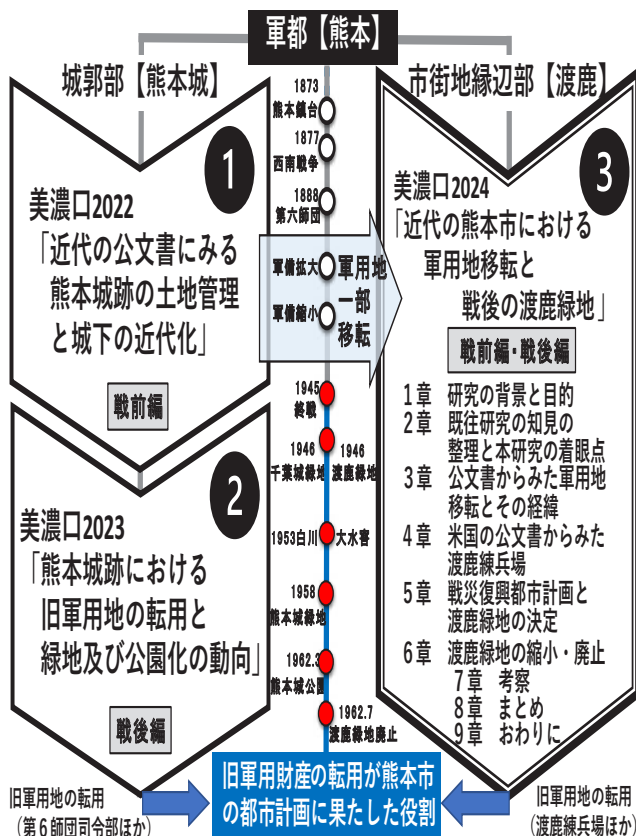 軍都【熊本】
城郭部【熊本城】
市街地縁辺部【渡鹿】
1
美濃口2022
「近代の公文書にみる
熊本城跡の土地管理
と城下の近代化」
戦前編
2
美濃口2023
「熊本城跡における
旧軍用地の転用と
緑地及び公園化の動向」
戦後編
1873
熊本鎮台
1877
西南戦争
1888
第六師団
軍備拡大
軍備縮小
軍用地
一部
移転
1945
終戦
1946
千葉城緑地
1946
渡鹿緑地
1953白川大水害
1958
熊本城緑地
1962.3
熊本城公園
1962.7
渡鹿緑地廃止
3
美濃口2024
「近代の熊本市における
軍用地移転と
戦後の渡鹿緑地」
戦前編・戦後編
1章 研究の背景と目的
2章 既往研究の知見の
整理と本研究の着眼点
3章 公文書からみた軍用地
移転とその経緯
4章 米国の公文書からみた
渡鹿練兵場
5章 戦災復興都市計画と
渡鹿緑地の決定
6章 渡鹿緑地の縮小・廃止
7章 考察
8章 まとめ
9章 おわりに
旧軍用地の転用
(第6師団司令部ほか)
旧軍用財産の転用が熊本市
の都市計画に果たした役割
旧軍用地の転用
(渡鹿練兵場ほか)